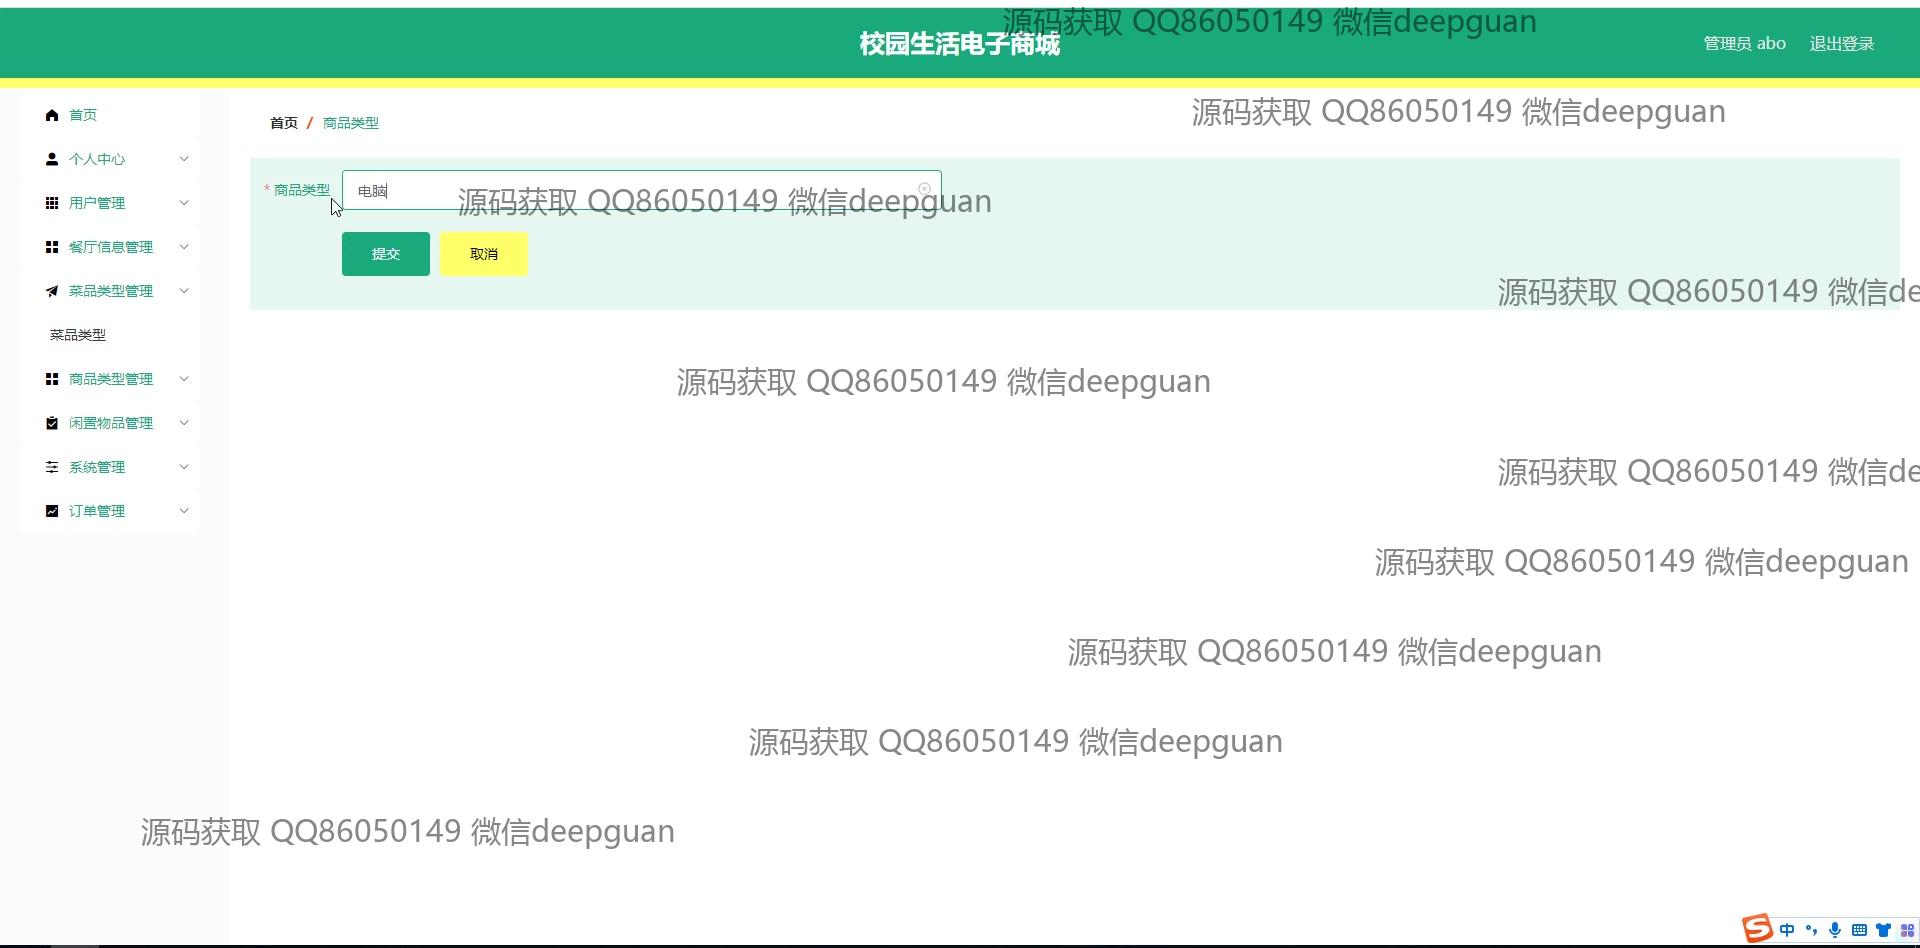 源码获取 QQ86050149 微信deepguan
校园生活电子商城
管理员 abo 退出登录
首页
源码获取 QQ86050149 微信deepguan
首页 / 商品类型
个人中心
* 商品类型 电脑
源码获取 QQ86050149 微信deepguan
用户管理
餐厅信息管理
提交 取消
菜品类型管理
源码获取 QQ86050149 微信de
菜品类型
商品类型管理
源码获取 QQ86050149 微信deepguan
闲置物品管理
系统管理
源码获取 QQ86050149 微信de
订单管理
源码获取 QQ86050149 微信deepguan
源码获取 QQ86050149 微信deepguan
源码获取 QQ86050149 微信deepguan
源码获取 QQ86050149 微信deepguan
中